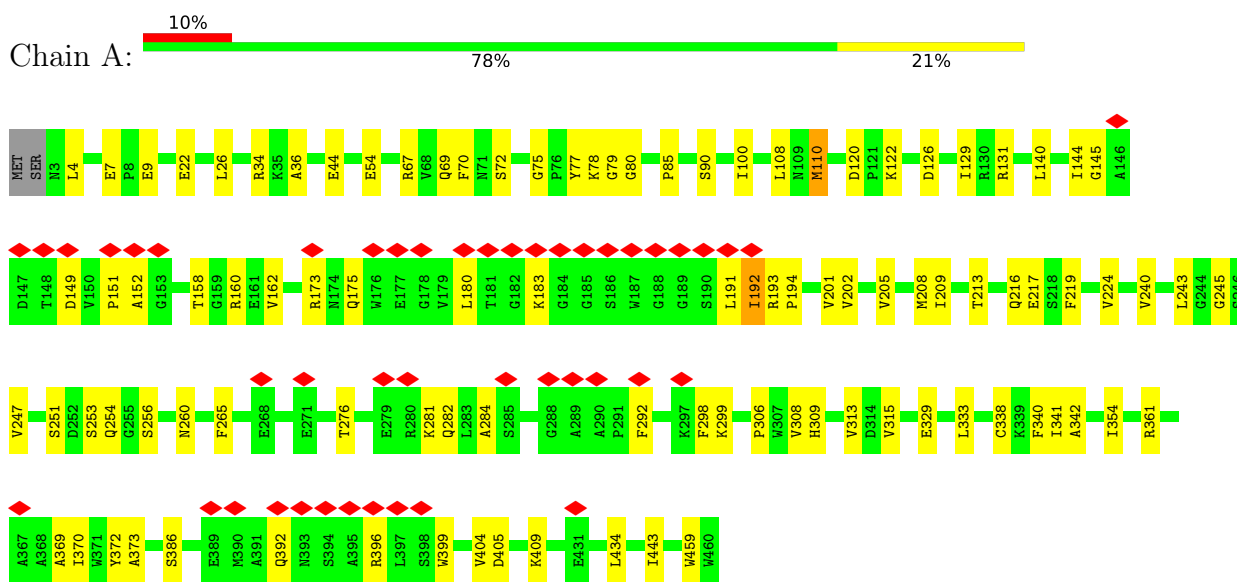 10%
Chain A:
78% 21%
MET SER N3 L4 E7 P8 E9 E22 L26 R34 K35 A36 E44 E54 R67 V68 Q69 F70 N71 S72 G75 P76 Y77 K78 G79 G80 P85 S90 I100 L108 N109 M110 D120 P121 K122 D126 I129 R130 R131 L140 I144 G145 A146
D147 T148 D149 V150 P151 A152 G153 T158 G159 R160 E161 V162 R173 N174 Q175 W176 E177 G178 V179 L180 T181 G182 K183 G184 G185 S186 W187 G188 G189 S190 L191 I192 R193 P194 V201 V202 V205 M208 I209 T213 Q216 E217 S218 F219 V224 V240 L243 G244 G245 S246
V247 S251 D252 S253 Q254 G255 S256 N260 F265 E268 E271 T276 E279 R280 K281 Q282 L283 A284 S285 G288 A289 A290 P291 F292 K297 F298 K299 P306 W307 V308 H309 V313 D314 V315 E329 L333 C338 K339 F340 I341 A342 I354 R361
A367 A368 A369 I370 W371 Y372 A373 S386 E389 M390 A391 Q392 N393 S394 A395 R396 L397 S398 W399 V404 D405 K409 E431 L434 I443 W459 W460